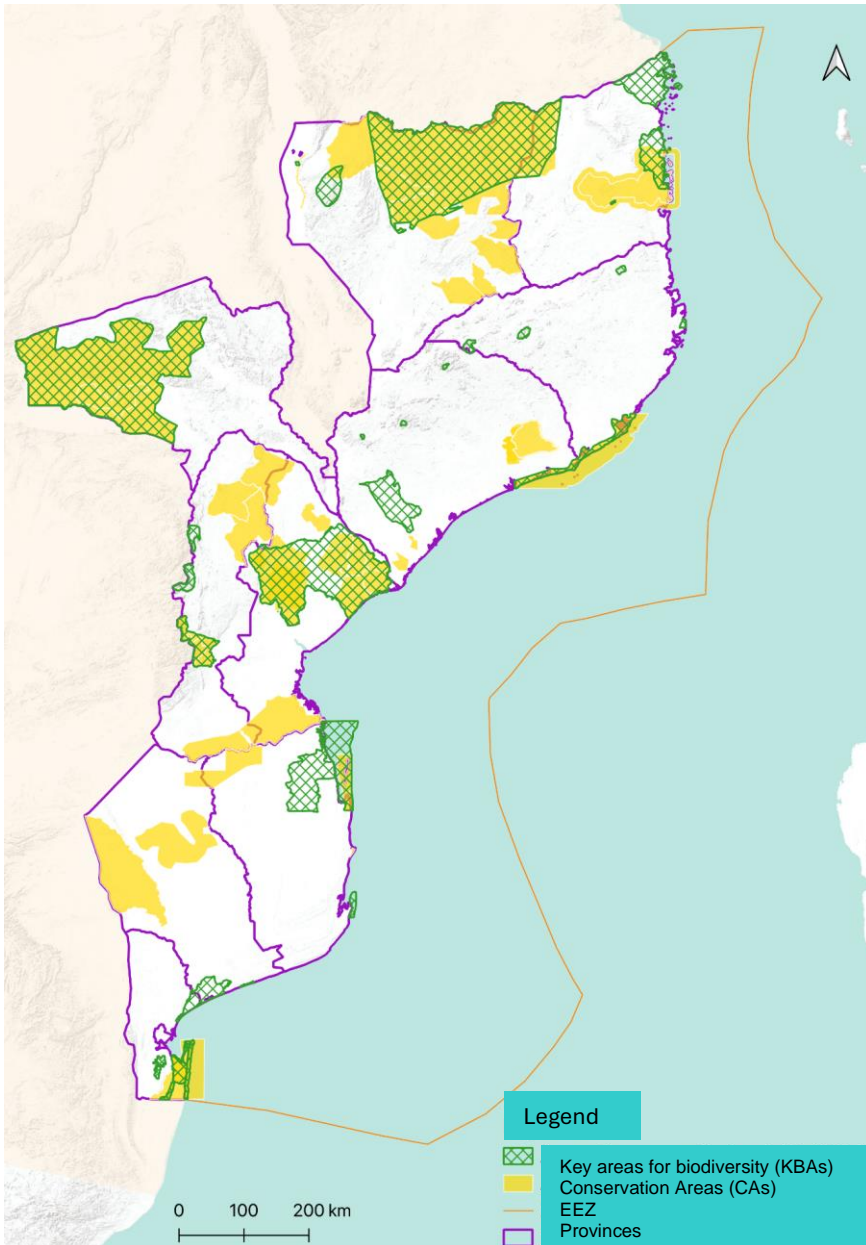 Legend
Key areas for biodiversity (KBAs)
Conservation Areas (CAs)
EEZ
Provinces
0 100 200 km